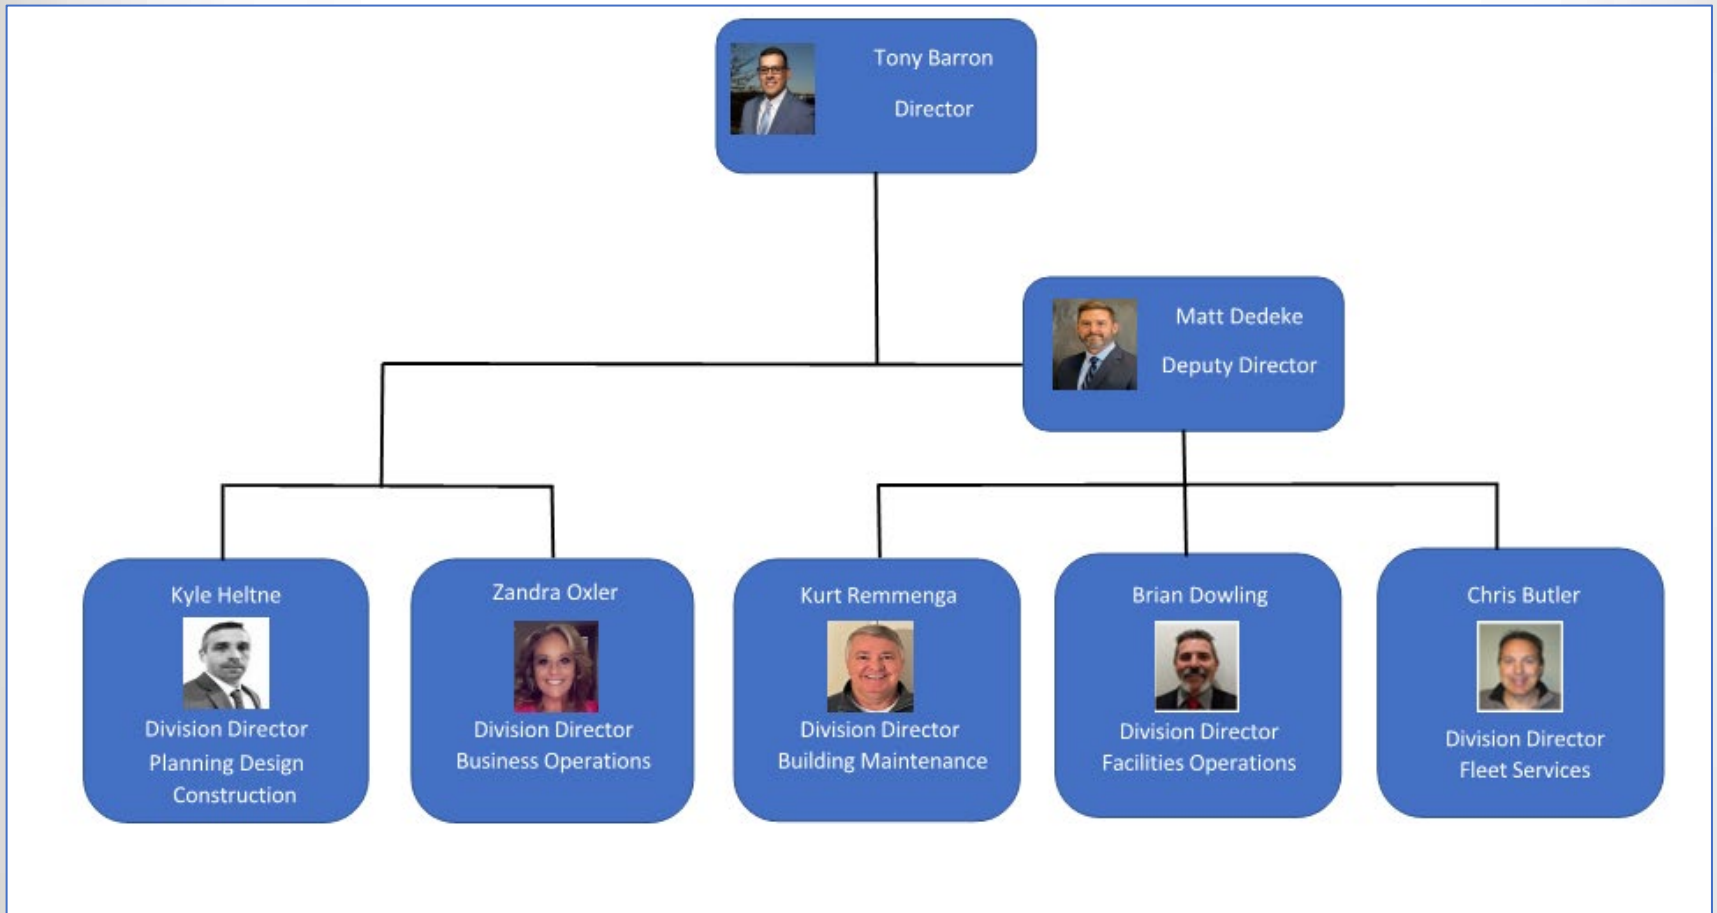 Tony Barron
Director
Matt Dedeke
Deputy Director
Kyle Heltne
Division Director
Planning Design
Construction
Zandra Oxler
Division Director
Business Operations
Kurt Remmenga
Division Director
Building Maintenance
Brian Dowling
Division Director
Facilities Operations
Chris Butler
Division Director
Fleet Services